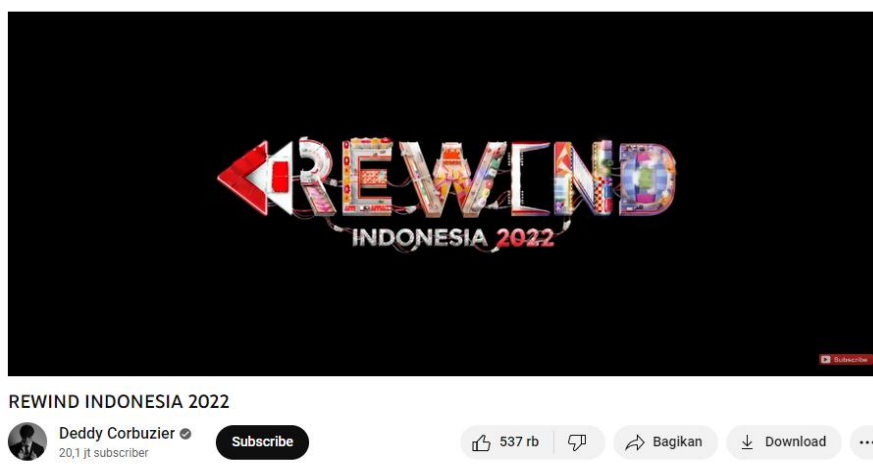 REWIND
INDONESIA 2022
Subscribe
REWIND INDONESIA 2022
Deddy Corbuzier
20,1 jt subscriber
Subscribe
537 rb
Bagikan
Download